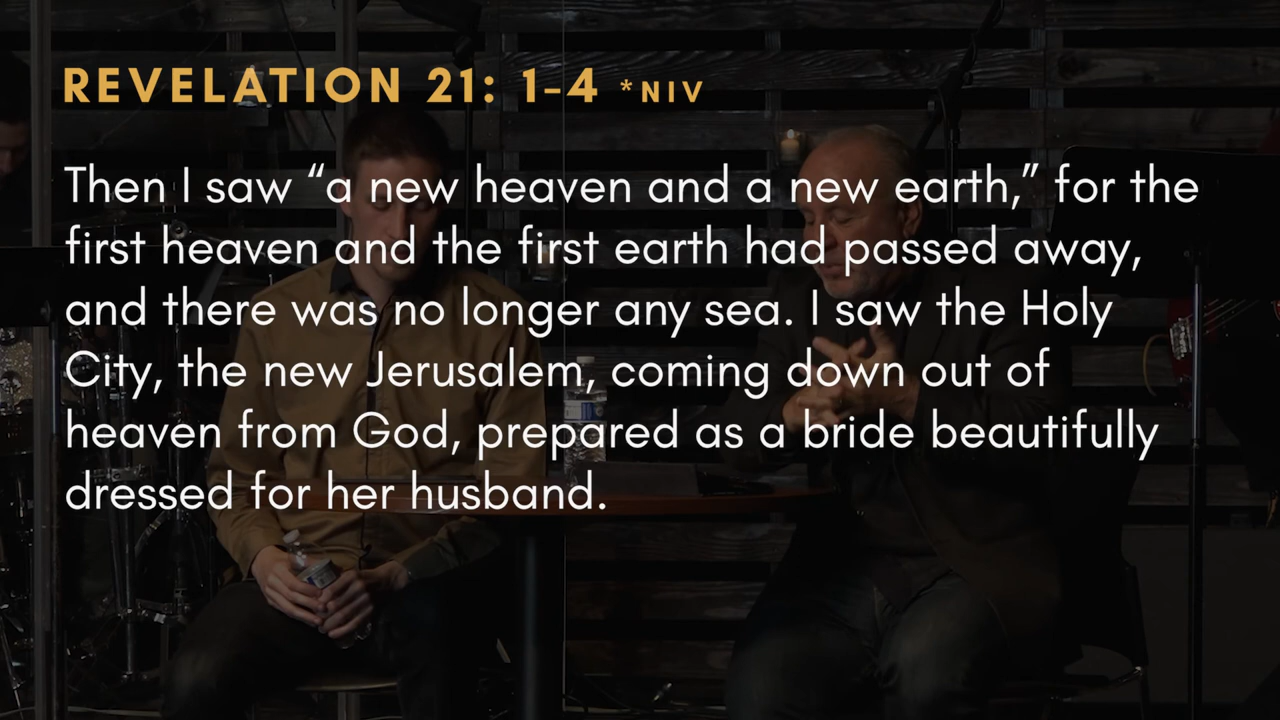 REVELATION 21: 1-4 *NIV
Then I saw “a new heaven and a new earth,” for the
first heaven and the first earth had passed away,
and there was no longer any sea. I saw the Holy
City, the new Jerusalem, coming down out of
heaven from God, prepared as a bride beautifully
dressed for her husband.